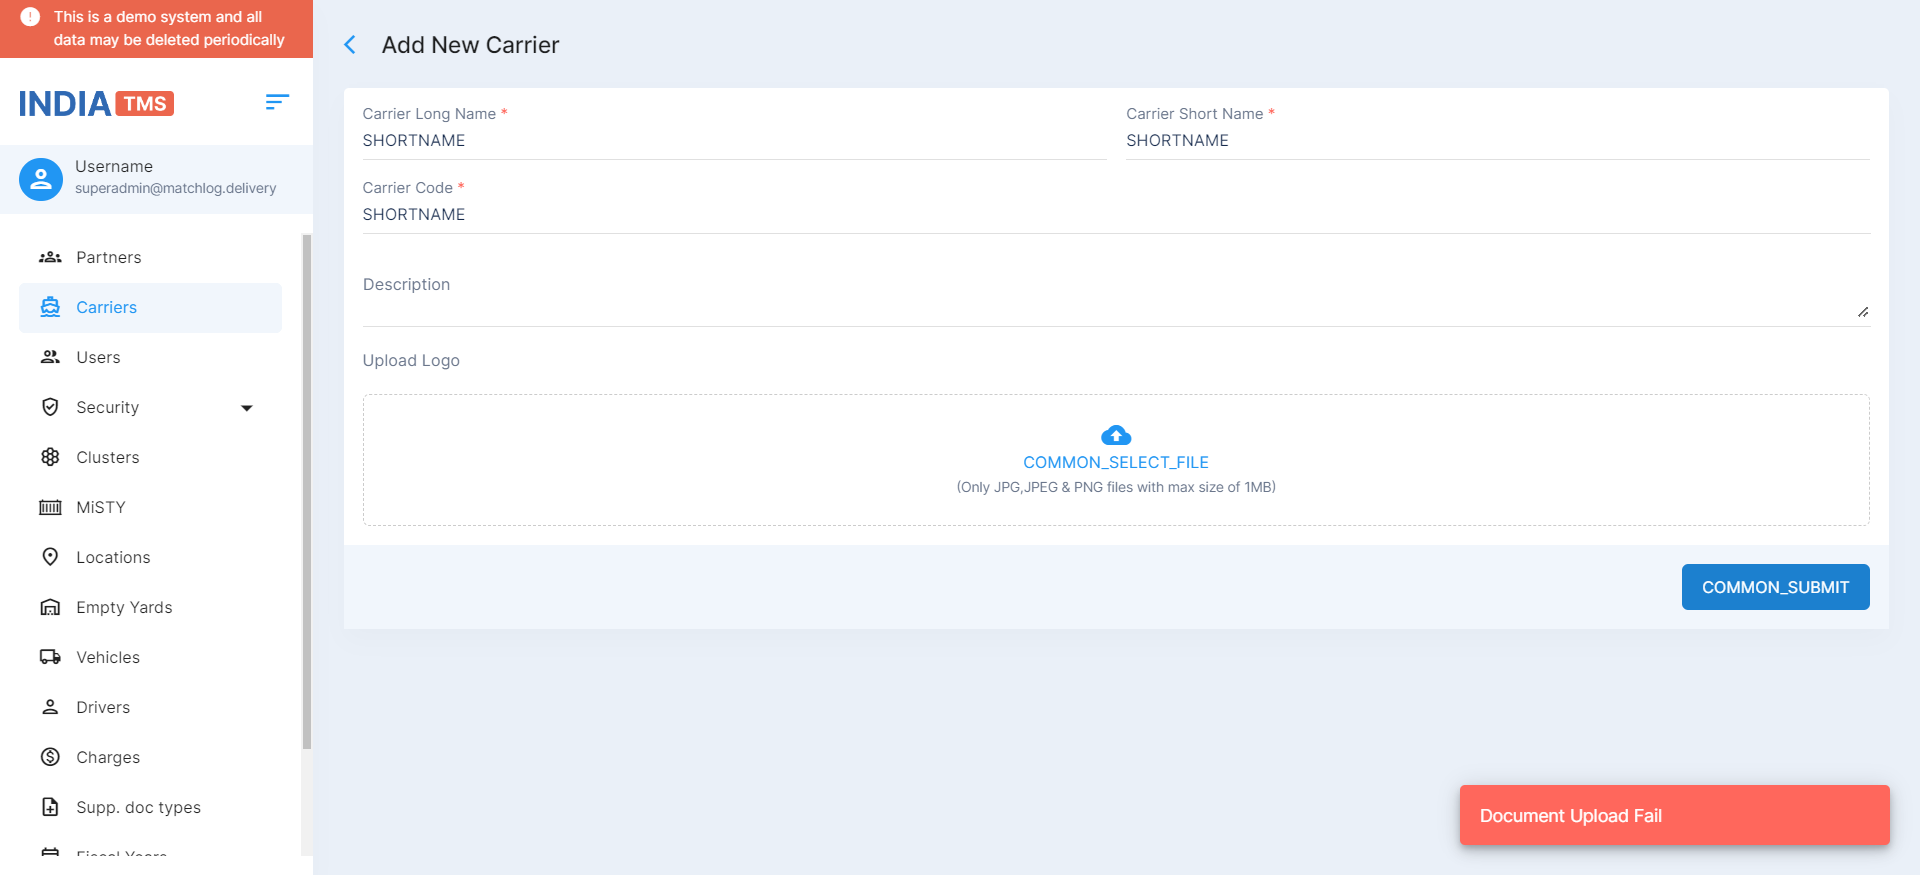 This is a demo system and all
data may be deleted periodically
INDIA TMS
Username
superadmin@matchlog.delivery
Partners
Carriers
Users
Security
Clusters
MiSTY
Locations
Empty Yards
Vehicles
Drivers
Charges
Supp. doc types
Fiscal Years
Add New Carrier
Carrier Long Name *
SHORTNAME
Carrier Short Name *
SHORTNAME
Carrier Code *
SHORTNAME
Description
Upload Logo
COMMON_SELECT_FILE
(Only JPG,JPEG & PNG files with max size of 1MB)
COMMON_SUBMIT
Document Upload Fail